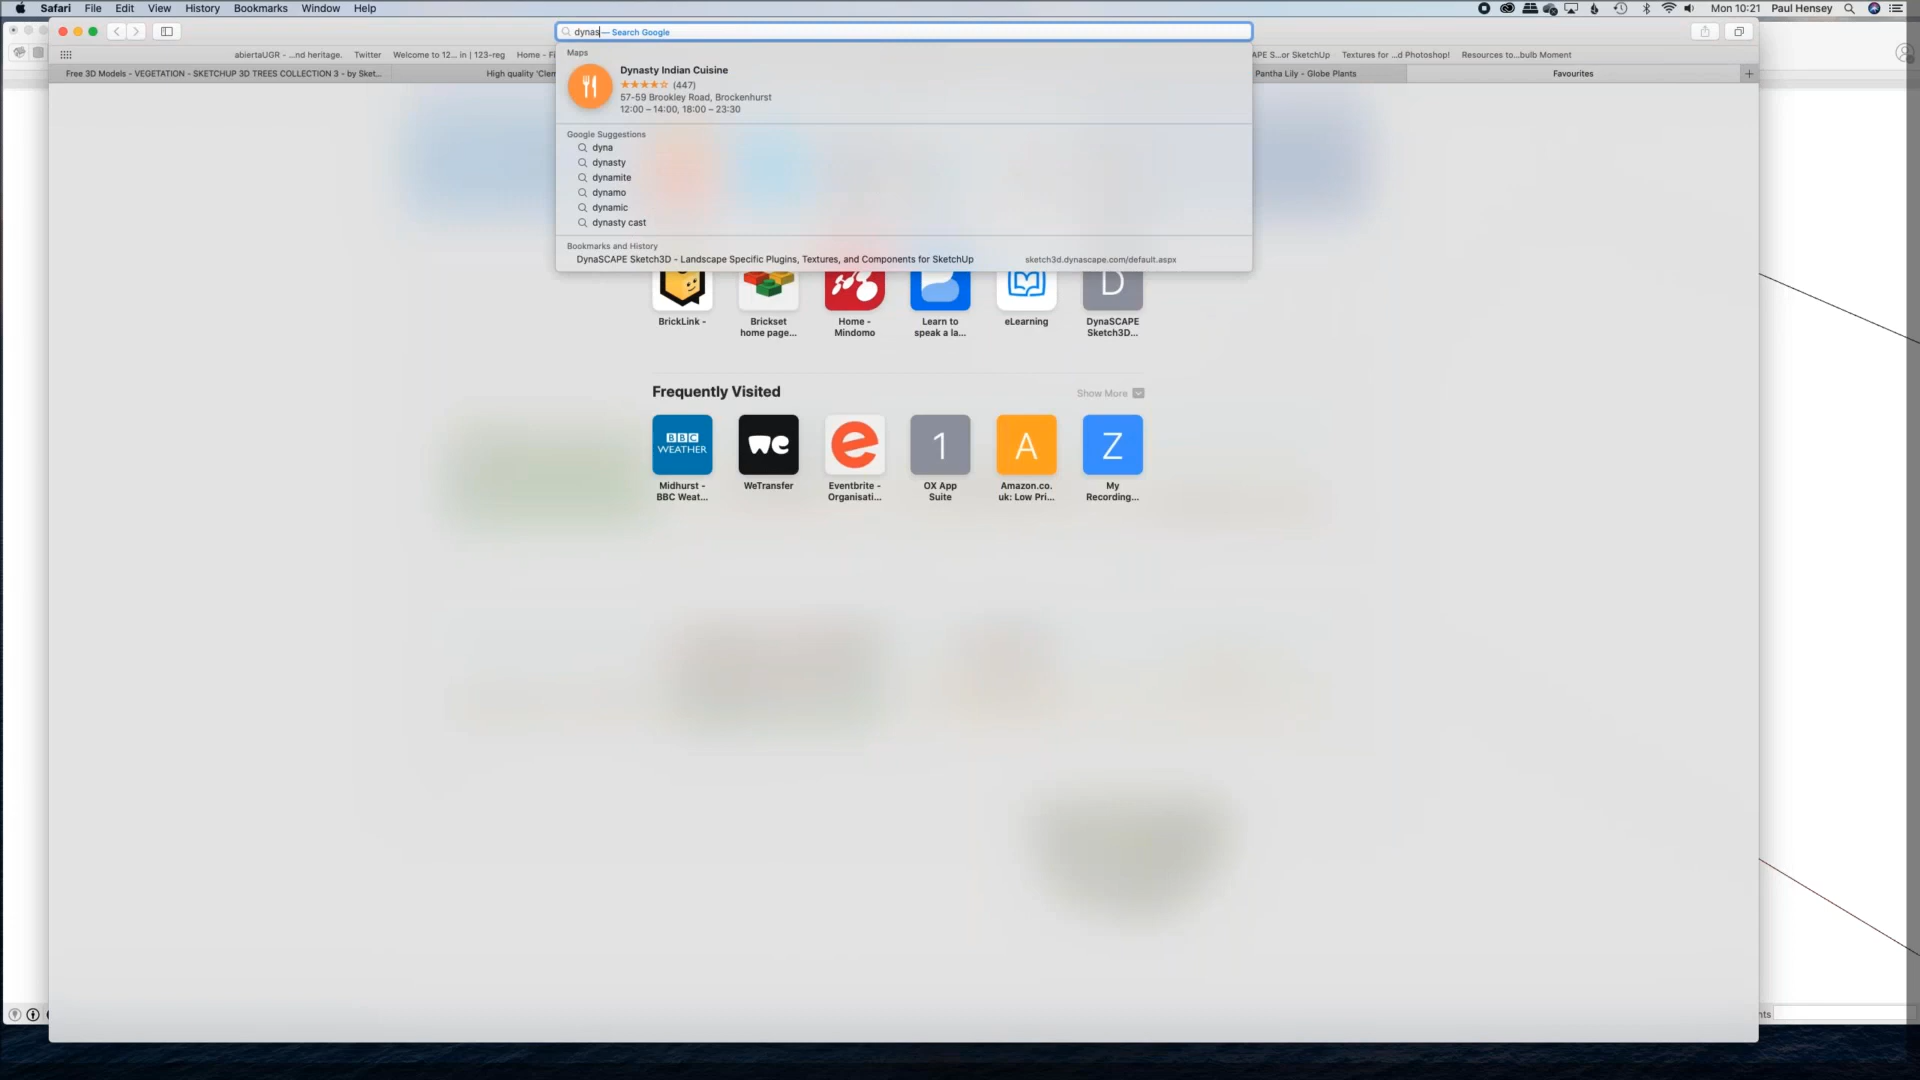 Safari File Edit View History Bookmarks Window Help Mon 10:21 Paul Hensey
dynas — Search Google
abiertaUGR - ...nd heritage. Twitter Welcome to 12... in | 123-reg Home - Fi APE S...or SketchUp Textures for ...d Photoshop! Resources to...bulb Moment
Free 3D Models - VEGETATION - SKETCHUP 3D TREES COLLECTION 3 - by Sket... High quality 'Clem Pantha Lily - Globe Plants Favourites
Maps
Dynasty Indian Cuisine
(447)
57-59 Brookley Road, Brockenhurst
12:00 – 14:00, 18:00 – 23:30
Google Suggestions
dyna
dynasty
dynamite
dynamo
dynamic
dynasty cast
Bookmarks and History
DynaSCAPE Sketch3D - Landscape Specific Plugins, Textures, and Components for SketchUp sketch3d.dynascape.com/default.aspx
D
BrickLink - Brickset Home - Learn to eLearning DynaSCAPE
home page... Mindomo speak a la... Sketch3D...
Frequently Visited Show More
BBC
WEATHER we e 1 A Z
Midhurst - WeTransfer Eventbrite - OX App Amazon.co. My
BBC Weat... Organisati... Suite uk: Low Pri... Recording...
nts